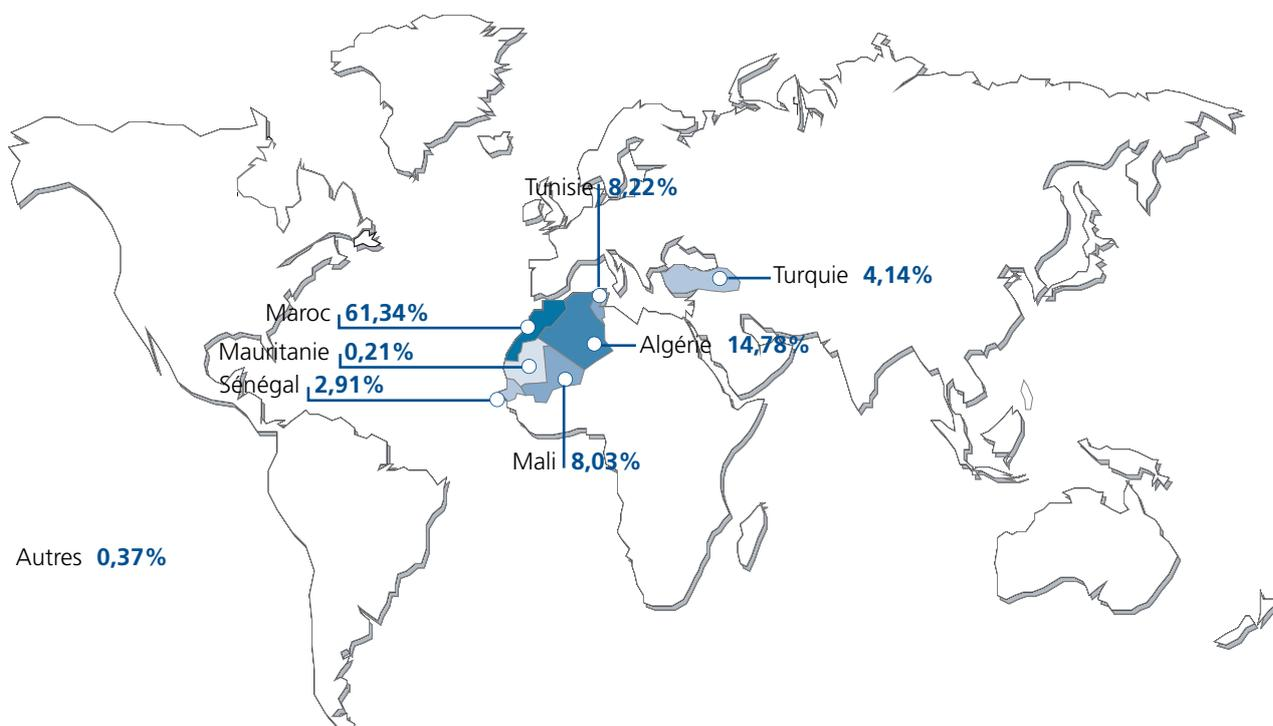 Tunisie 8,22%
Turquie 4,14%
Maroc 61,34%
Algérie 14,78%
Mauritanie 0,21%
Sénégal 2,91%
Mali 8,03%
Autres 0,37%